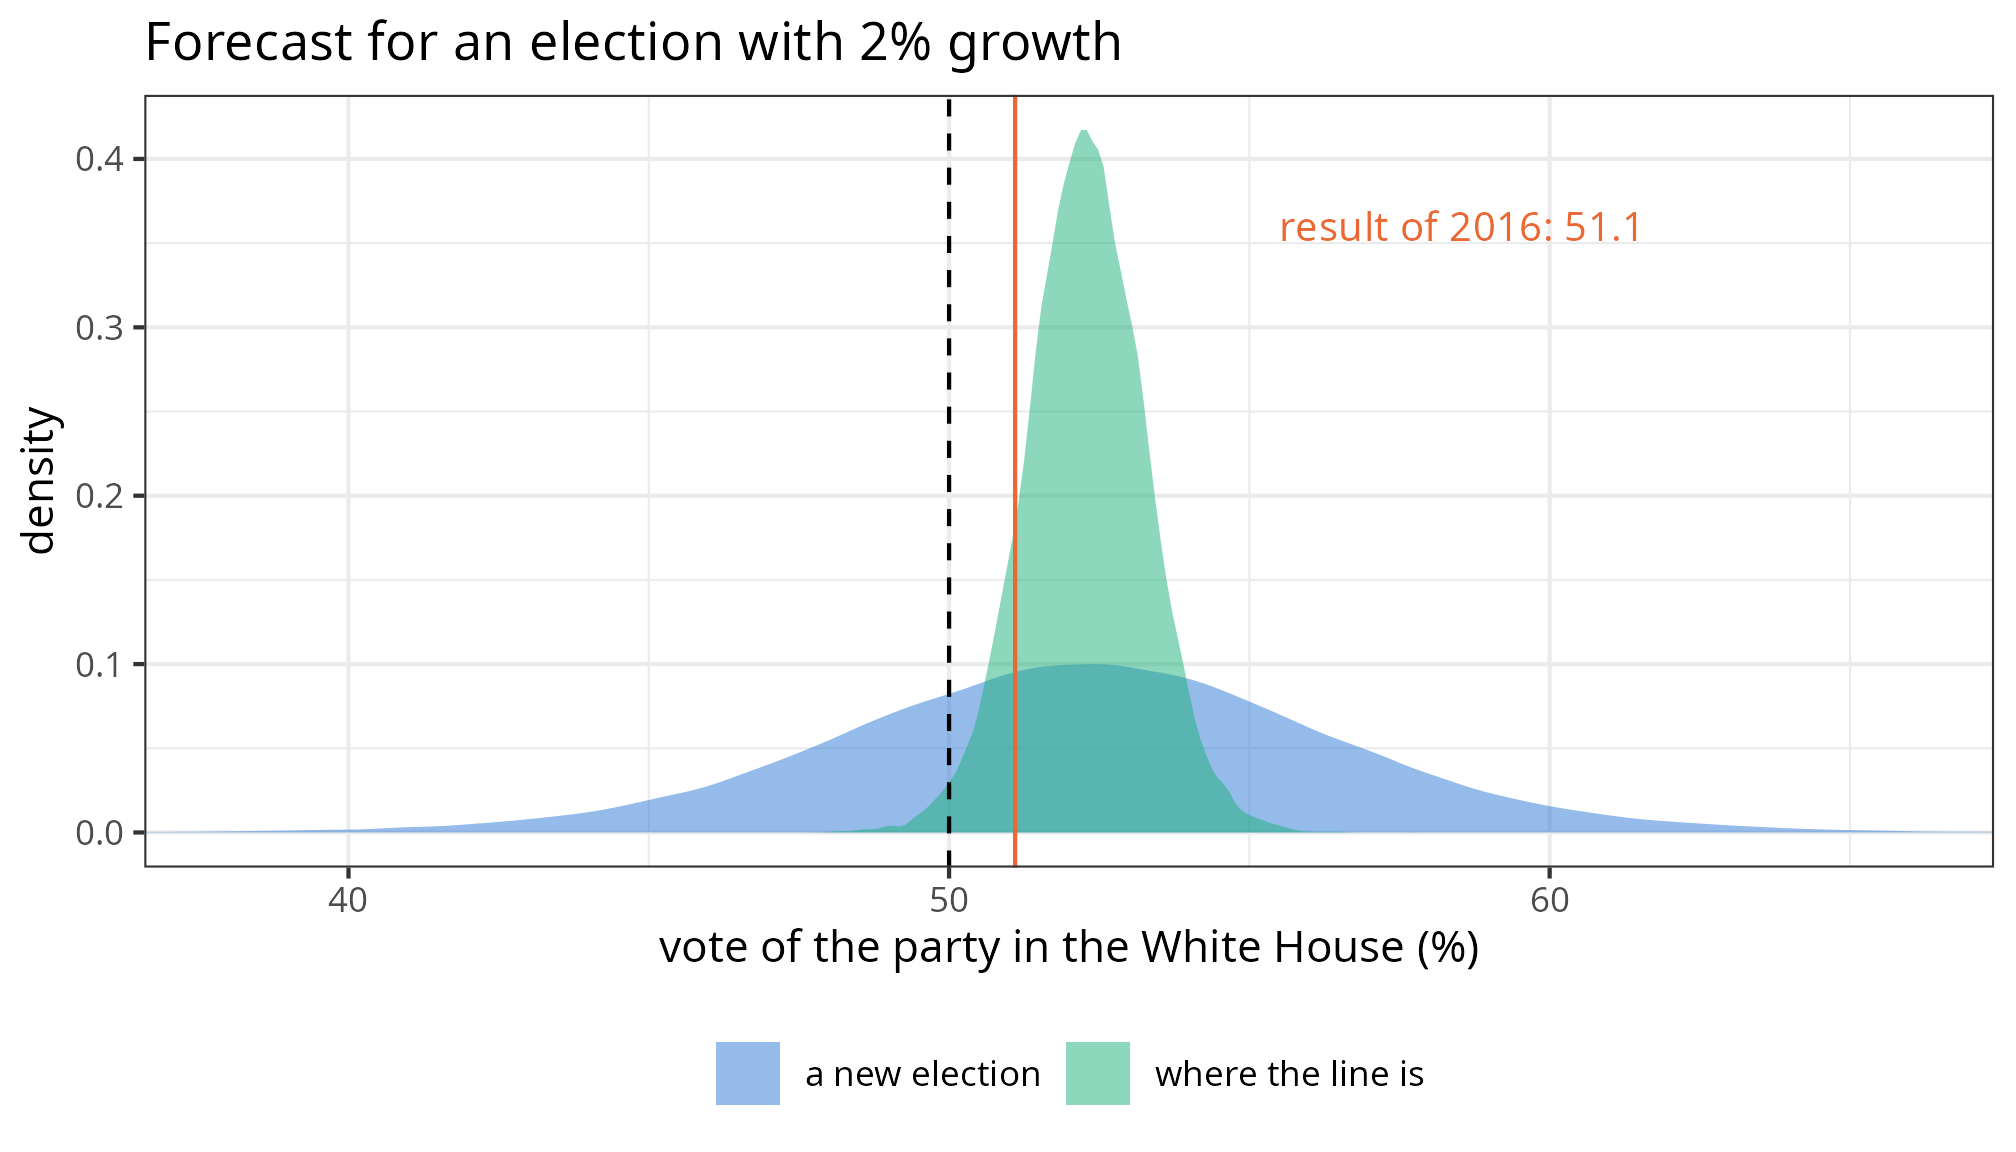 Forecast for an election with 2% growth
result of 2016: 51.1
density
0.4
0.3
0.2
0.1
0.0
40 50 60
vote of the party in the White House (%)
a new election where the line is